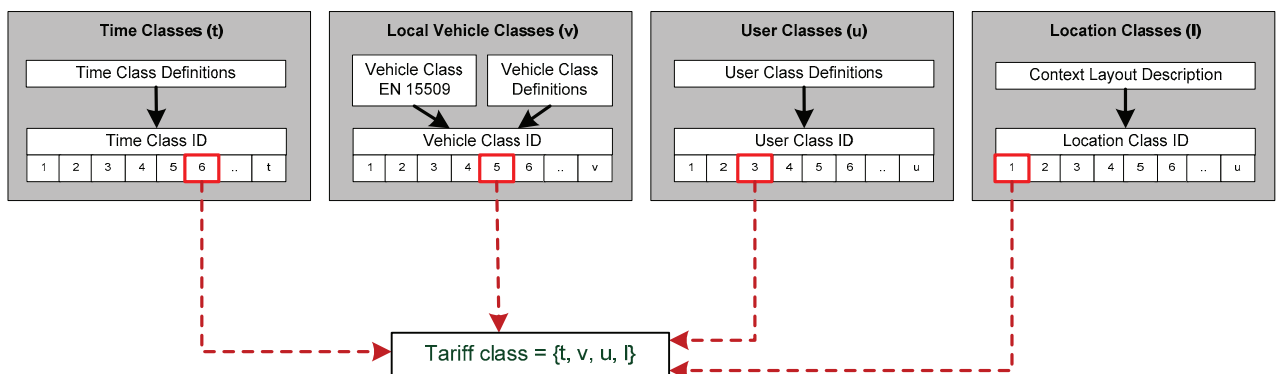 Time Classes (t)
Time Class Definitions
Time Class ID
1 2 3 4 5 6 .. t
Local Vehicle Classes (v)
Vehicle Class
EN 15509
Vehicle Class
Definitions
Vehicle Class ID
1 2 3 4 5 6 .. v
User Classes (u)
User Class Definitions
User Class ID
1 2 3 4 5 6 .. u
Location Classes (l)
Context Layout Description
Location Class ID
1 2 3 4 5 6 .. u
Tariff class = {t, v, u, l}